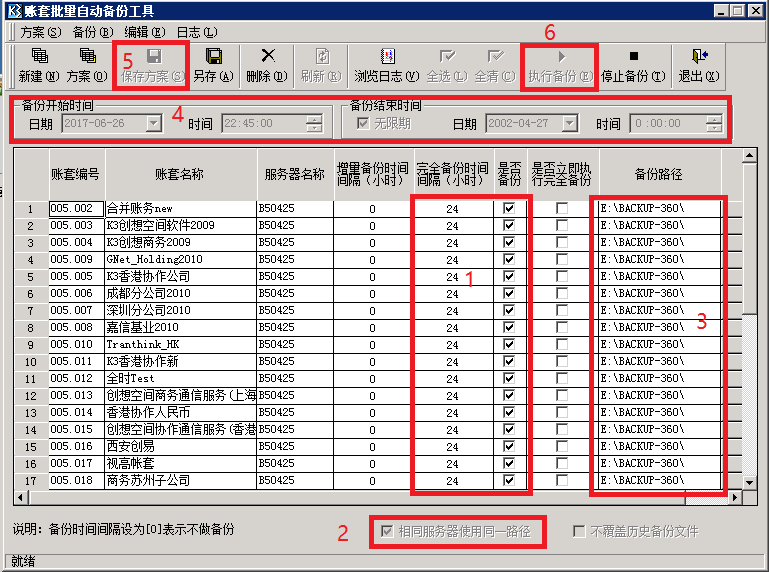 账套批量自动备份工具
方案(S) 备份(B) 编辑(E) 日志(L)
5 6
新建(N) 方案(O) 保存方案(S) 另存(A) 删除(D) 刷新(R) 浏览日志(V) 全选(L) 全清(C) 执行备份(E) 停止备份(T) 退出(X)
备份开始时间 备份结束时间
日期 2017-06-26 4 时间 22:45:00 无限期 日期 2002-04-27 时间 0:00:00
账套编号 账套名称 服务器名称 增量备份时间间隔(小时) 完全备份时间间隔(小时) 是否备份 是否立即执行完全备份 备份路径
1 005.002 合并账务new B50425 0 24 E:\BACKUP-360\
2 005.003 K3创想空间软件2009 B50425 0 24 E:\BACKUP-360\
3 005.004 K3创想商务2009 B50425 0 24 E:\BACKUP-360\
4 005.009 GNet_Holding2010 B50425 0 24 E:\BACKUP-360\
5 005.005 K3香港协作公司 B50425 0 24 1 E:\BACKUP-360\
6 005.006 成都分公司2010 B50425 0 24 E:\BACKUP-360\
7 005.007 深圳分公司2010 B50425 0 24 E:\BACKUP-360\ 3
8 005.008 嘉信基业2010 B50425 0 24 E:\BACKUP-360\
9 005.010 Tranthink_HK B50425 0 24 E:\BACKUP-360\
10 005.011 K3香港协作新 B50425 0 24 E:\BACKUP-360\
11 005.012 全时Test B50425 0 24 E:\BACKUP-360\
12 005.013 创想空间商务通信服务(上海 B50425 0 24 E:\BACKUP-360\
13 005.014 香港协作人民币 B50425 0 24 E:\BACKUP-360\
14 005.015 创想空间协作通信服务(香港 B50425 0 24 E:\BACKUP-360\
15 005.016 西安创易 B50425 0 24 E:\BACKUP-360\
16 005.017 视高帐套 B50425 0 24 E:\BACKUP-360\
17 005.018 商务苏州子公司 B50425 0 24 E:\BACKUP-360\
说明: 备份时间间隔设为[0]表示不做备份 2 相同服务器使用同一路径 不覆盖历史备份文件
就绪